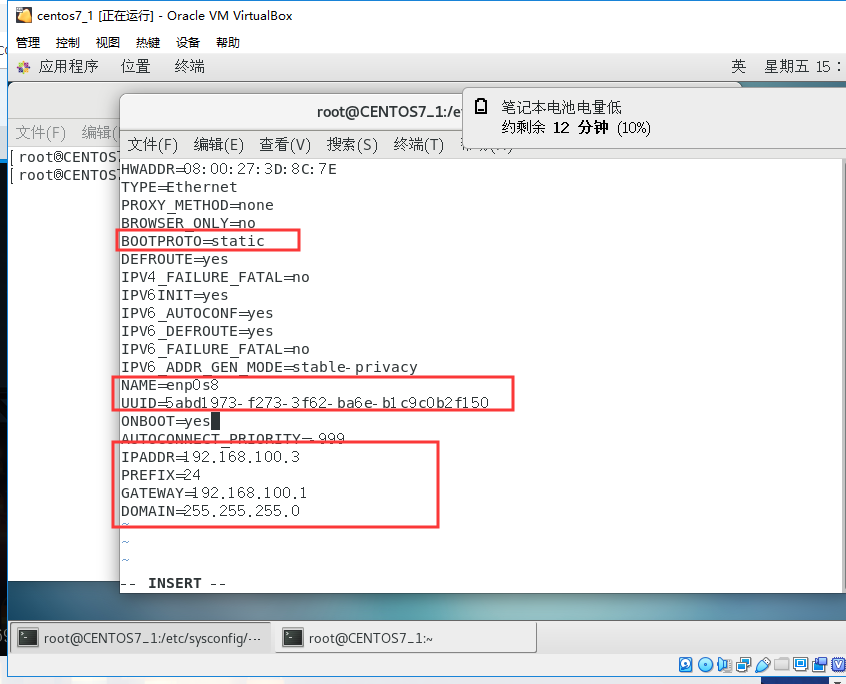 centos7_1 [正在运行] - Oracle VM VirtualBox
管理 控制 视图 热键 设备 帮助
应用程序 位置 终端 英 星期五 15：
root@CENTOS7_1:/e
笔记本电池电量低
约剩余 12 分钟 (10%)
文件(F) 编辑(
文件(F) 编辑(E) 查看(V) 搜索(S) 终端(T)
[root@CENTOS7
[root@CENTOS7
HWADDR=08:00:27:3D:8C:7E
TYPE=Ethernet
PROXY_METHOD=none
BROWSER_ONLY=no
BOOTPROTO=static
DEFROUTE=yes
IPV4_FAILURE_FATAL=no
IPV6INIT=yes
IPV6_AUTOCONF=yes
IPV6_DEFROUTE=yes
IPV6_FAILURE_FATAL=no
IPV6_ADDR_GEN_MODE=stable-privacy
NAME=enp0s8
UUID=5abd1973-f273-3f62-ba6e-b1c9c0b2f150
ONBOOT=yes
AUTOCONNECT_PRIORITY=-999
IPADDR=192.168.100.3
PREFIX=24
GATEWAY=192.168.100.1
DOMAIN=255.255.255.0
~
~
~
-- INSERT --
root@CENTOS7_1:/etc/sysconfig/··· root@CENTOS7_1:~